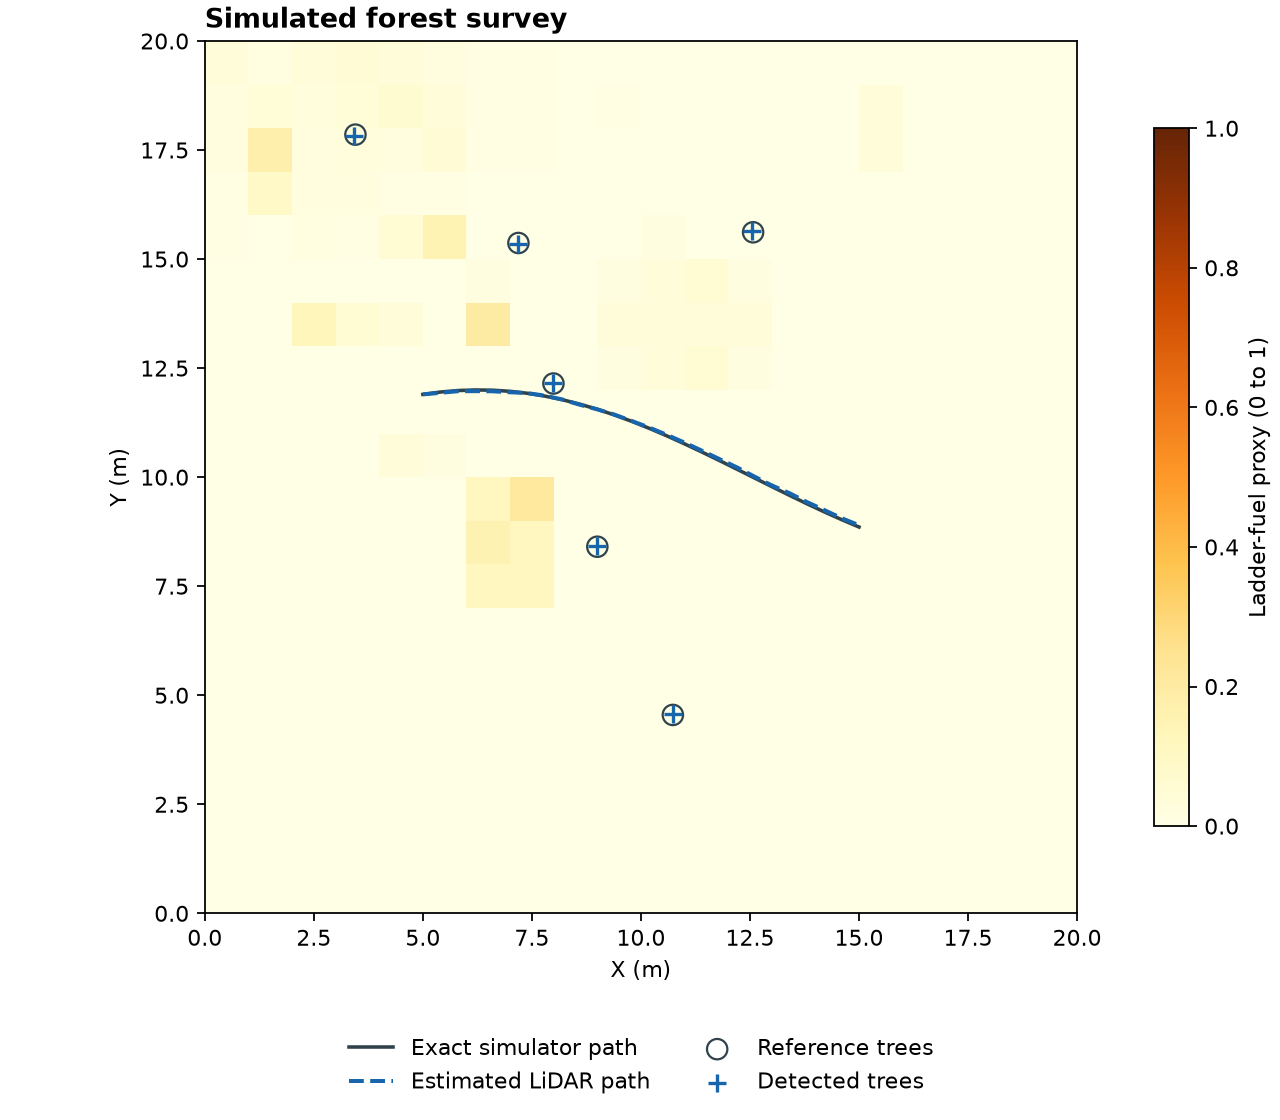 Simulated forest survey
20.0
17.5
15.0
12.5
10.0
7.5
5.0
2.5
0.0
Y (m)
0.0 2.5 5.0 7.5 10.0 12.5 15.0 17.5 20.0
X (m)
1.0
0.8
0.6
0.4
0.2
0.0
Ladder-fuel proxy (0 to 1)
Exact simulator path
Estimated LiDAR path
Reference trees
Detected trees